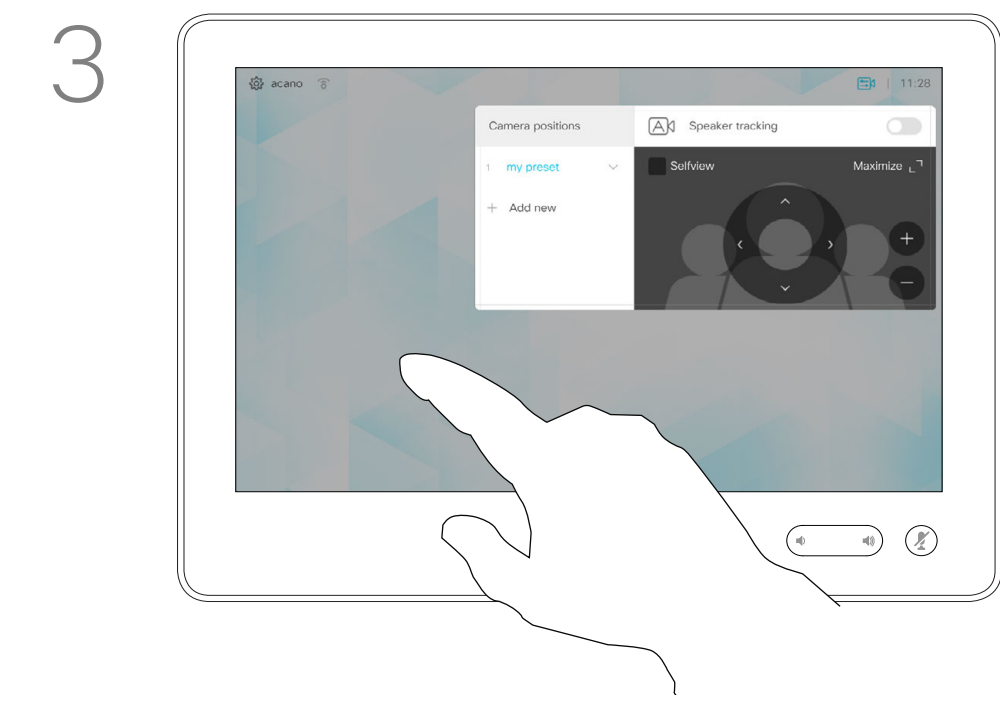 3
acano
11:28
Camera positions
Speaker tracking
1 my preset
Selfview
Maximize
+ Add new